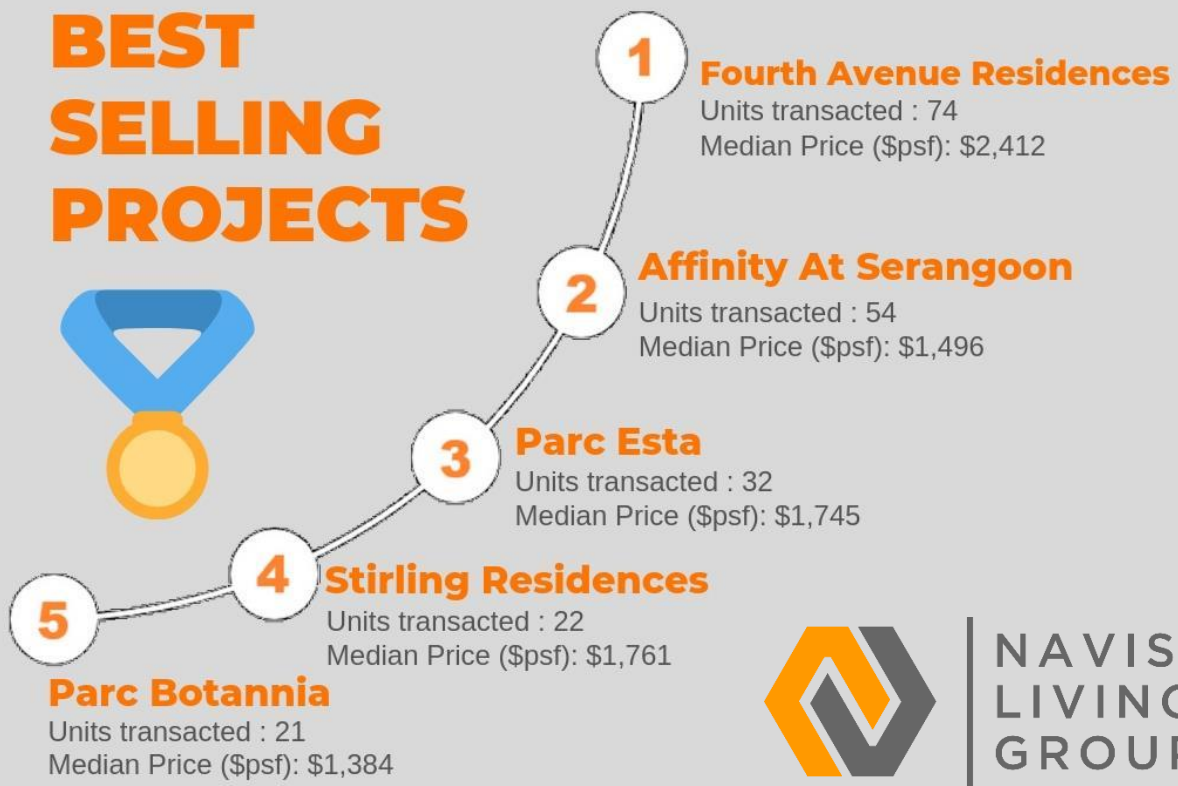 BEST
SELLING
PROJECTS
1
Fourth Avenue Residences
Units transacted : 74
Median Price ($psf): $2,412
2
Affinity At Serangoon
Units transacted : 54
Median Price ($psf): $1,496
3
Parc Esta
Units transacted : 32
Median Price ($psf): $1,745
4
Stirling Residences
Units transacted : 22
Median Price ($psf): $1,761
5
Parc Botannia
Units transacted : 21
Median Price ($psf): $1,384
NAVIS
LIVING
GROUP